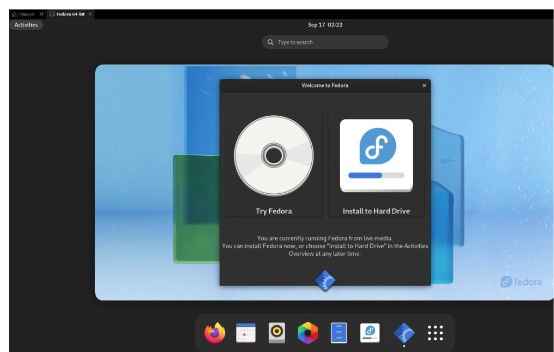 Fedora 64-bit
Activities
Sep 17 02:22
Type to search
Welcome to Fedora
Try Fedora
Install to Hard Drive
You are currently running Fedora from live media.
You can install Fedora now, or choose "Install to Hard Drive" in the Activities
Overview at any later time.
fedora